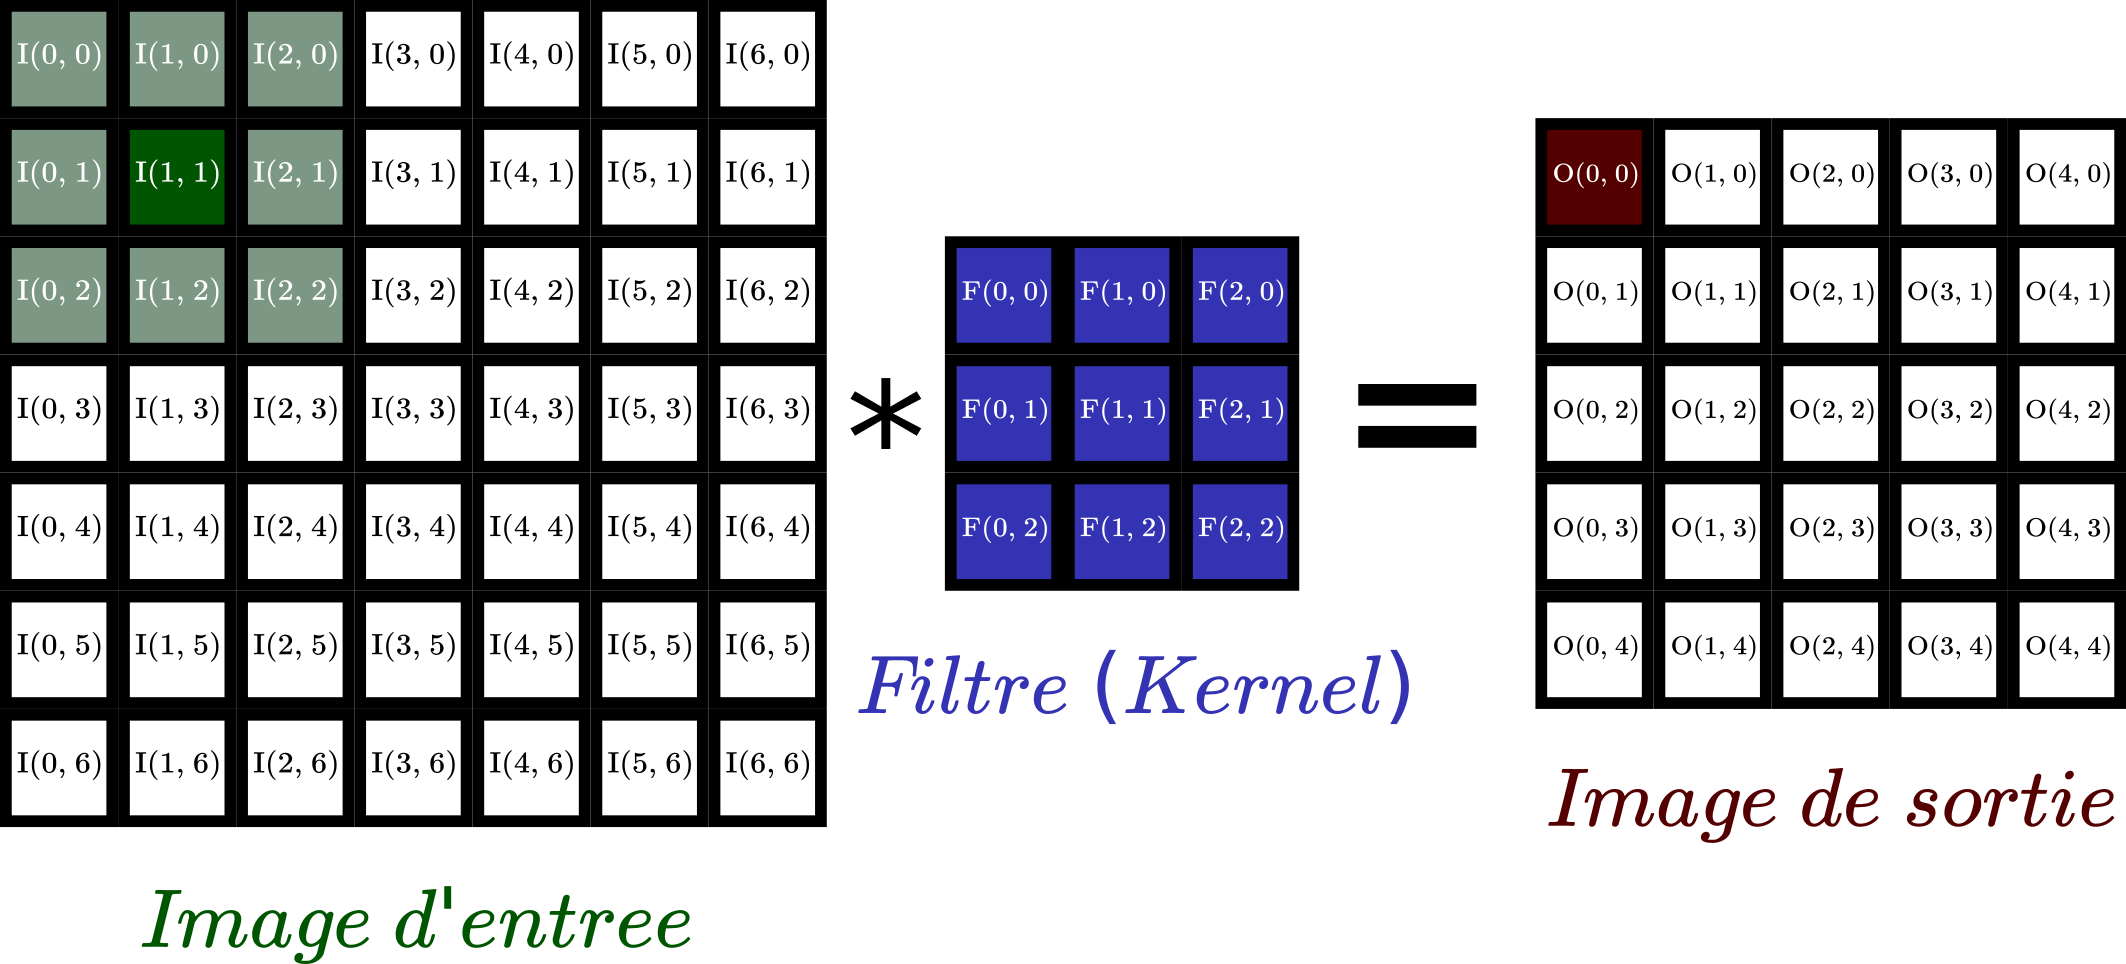 I(0, 0) I(1, 0) I(2, 0) I(3, 0) I(4, 0) I(5, 0) I(6, 0)
I(0, 1) I(1, 1) I(2, 1) I(3, 1) I(4, 1) I(5, 1) I(6, 1)
I(0, 2) I(1, 2) I(2, 2) I(3, 2) I(4, 2) I(5, 2) I(6, 2)
I(0, 3) I(1, 3) I(2, 3) I(3, 3) I(4, 3) I(5, 3) I(6, 3)
I(0, 4) I(1, 4) I(2, 4) I(3, 4) I(4, 4) I(5, 4) I(6, 4)
I(0, 5) I(1, 5) I(2, 5) I(3, 5) I(4, 5) I(5, 5) I(6, 5)
I(0, 6) I(1, 6) I(2, 6) I(3, 6) I(4, 6) I(5, 6) I(6, 6)
Image d'entree
*
F(0, 0) F(1, 0) F(2, 0)
F(0, 1) F(1, 1) F(2, 1)
F(0, 2) F(1, 2) F(2, 2)
Filtre (Kernel)
=
O(0, 0) O(1, 0) O(2, 0) O(3, 0) O(4, 0)
O(0, 1) O(1, 1) O(2, 1) O(3, 1) O(4, 1)
O(0, 2) O(1, 2) O(2, 2) O(3, 2) O(4, 2)
O(0, 3) O(1, 3) O(2, 3) O(3, 3) O(4, 3)
O(0, 4) O(1, 4) O(2, 4) O(3, 4) O(4, 4)
Image de sortie